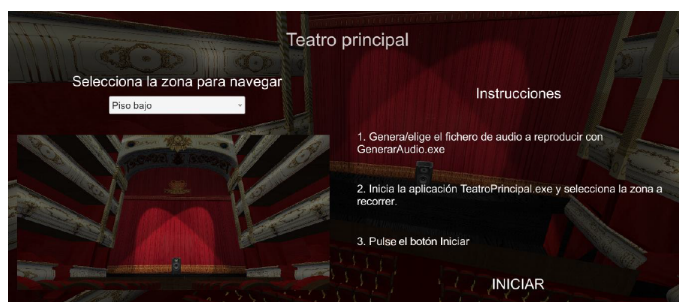 Teatro principal
Selecciona la zona para navegar
Piso bajo
Instrucciones
1. Genera/elige el fichero de audio a reproducir con
GenerarAudio.exe
2. Inicia la aplicación TeatroPrincipal.exe y selecciona la zona a
recorrer.
3. Pulse el botón Iniciar
INICIAR